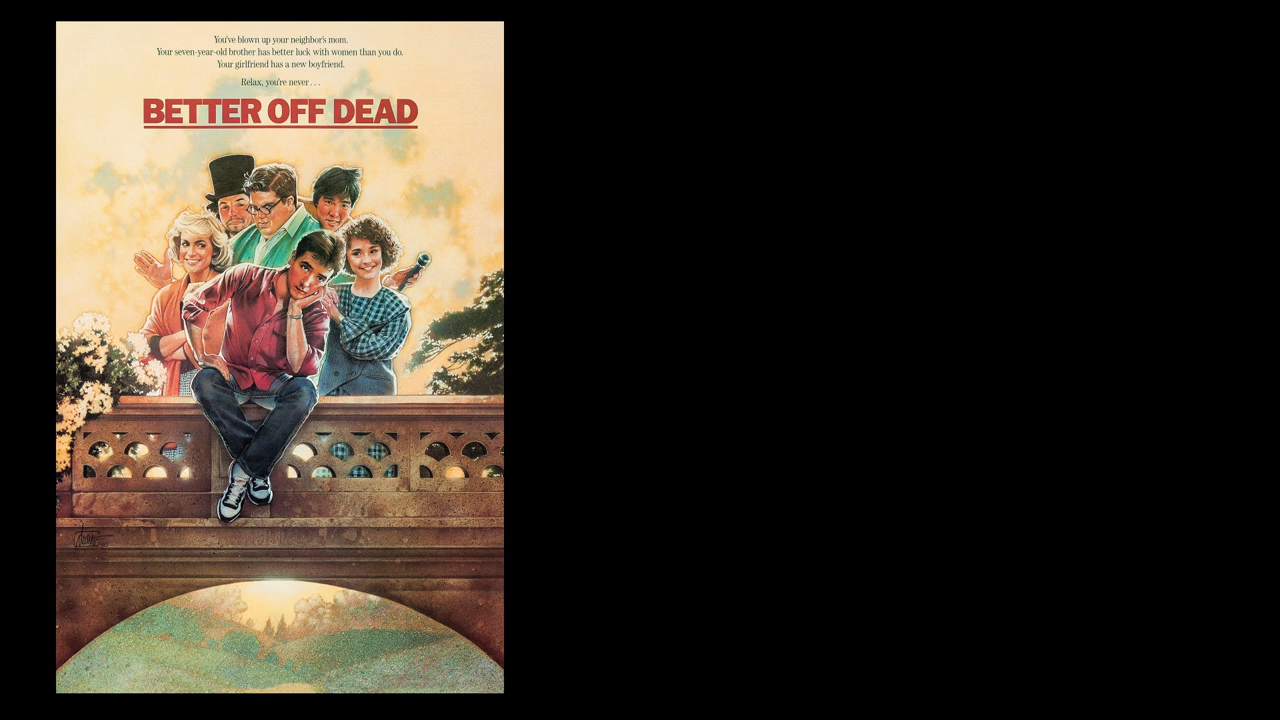 You've blown up your neighbor's mom.
Your seven-year-old brother has better luck with women than you do.
Your girlfriend has a new boyfriend.
Relax, you're never . . .
BETTER OFF DEAD